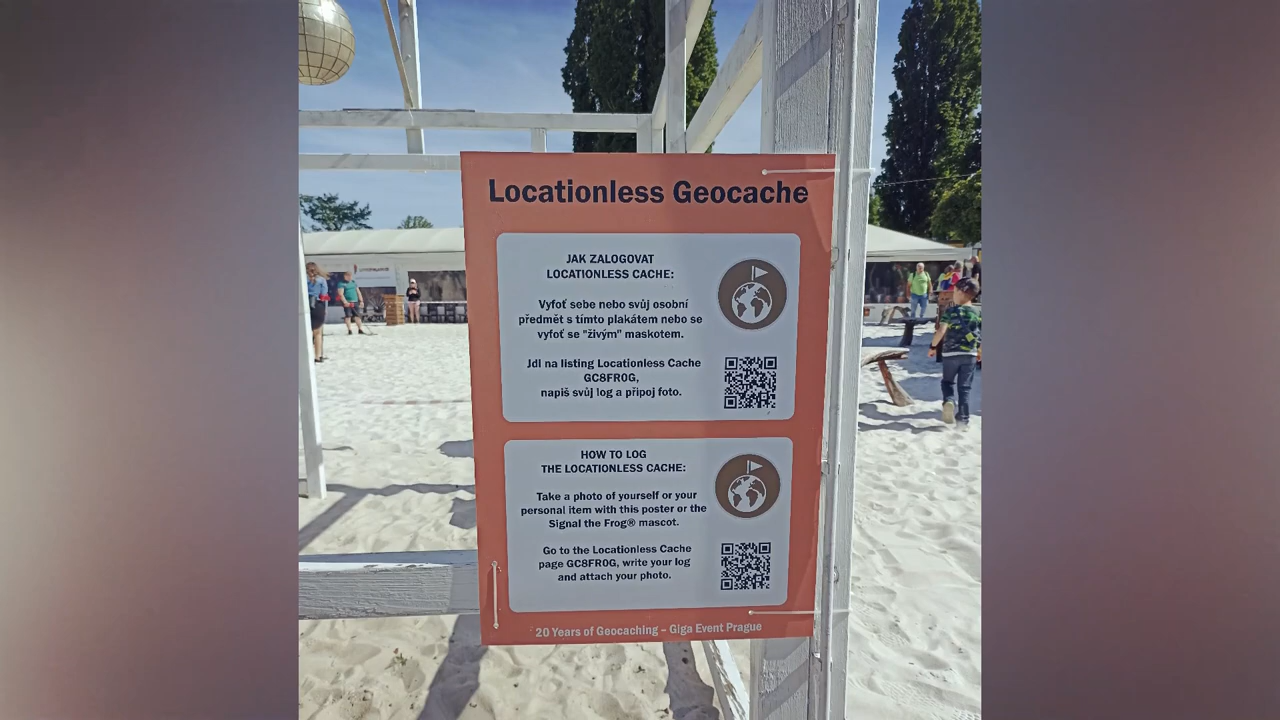 Locationless Geocache
JAK ZALOGOVAT
LOCATIONLESS CACHE:
Vyfoť sebe nebo svůj osobní
předmět s tímto plakátem nebo se
vyfoť se "živým" maskotem.
Jdi na listing Locationless Cache
GC8FR0G,
napiš svůj log a připoj foto.
HOW TO LOG
THE LOCATIONLESS CACHE:
Take a photo of yourself or your
personal item with this poster or the
Signal the Frog® mascot.
Go to the Locationless Cache
page GC8FR0G, write your log
and attach your photo.
20 Years of Geocaching – Giga Event Prague